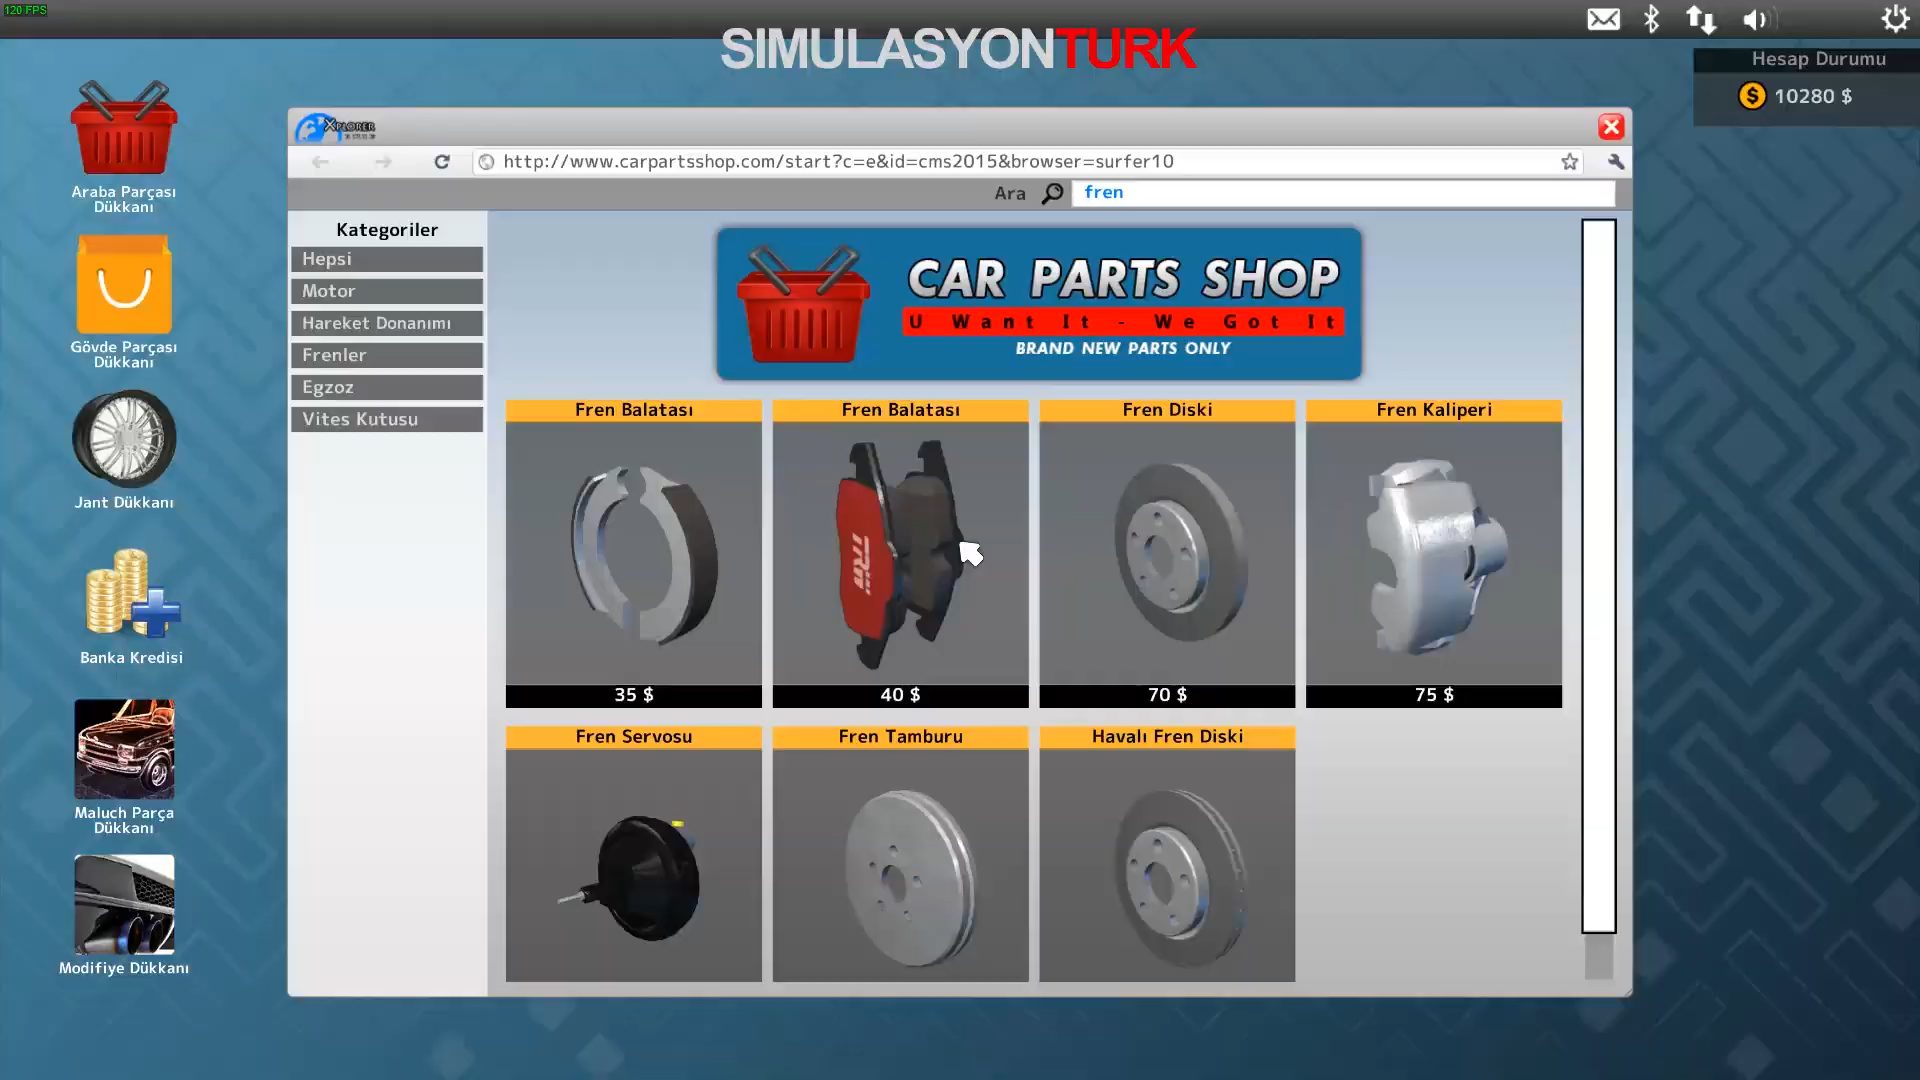 120 FPS
SIMULASYONTURK
Hesap Durumu
10280 $
Araba Parçası
Dükkanı
Gövde Parçası
Dükkanı
Jant Dükkanı
Banka Kredisi
Maluch Parça
Dükkanı
Modifiye Dükkanı
XPLORER
http://www.carpartsshop.com/start?c=e&id=cms2015&browser=surfer10
Ara
fren
Kategoriler
Hepsi
Motor
Hareket Donanımı
Frenler
Egzoz
Vites Kutusu
CAR PARTS SHOP
U Want It - We Got It
BRAND NEW PARTS ONLY
Fren Balatası
Fren Balatası
Fren Diski
Fren Kaliperi
TRW
35 $
40 $
70 $
75 $
Fren Servosu
Fren Tamburu
Havalı Fren Diski